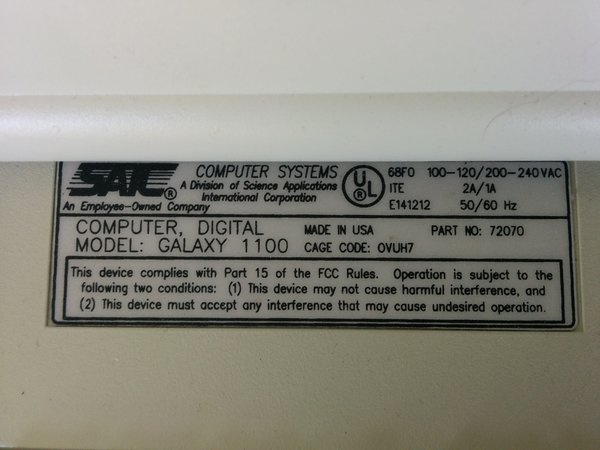 SAIC®
An Employee-Owned Company
COMPUTER SYSTEMS
A Division of Science Applications
International Corporation
UL®
68F0 100-120/200-240VAC
ITE 2A/1A
E141212 50/60 Hz
COMPUTER, DIGITAL MADE IN USA PART NO: 72070
MODEL: GALAXY 1100 CAGE CODE: OVUH7
This device complies with Part 15 of the FCC Rules. Operation is subject to the
following two conditions: (1) This device may not cause harmful interference, and
(2) This device must accept any interference that may cause undesired operation.